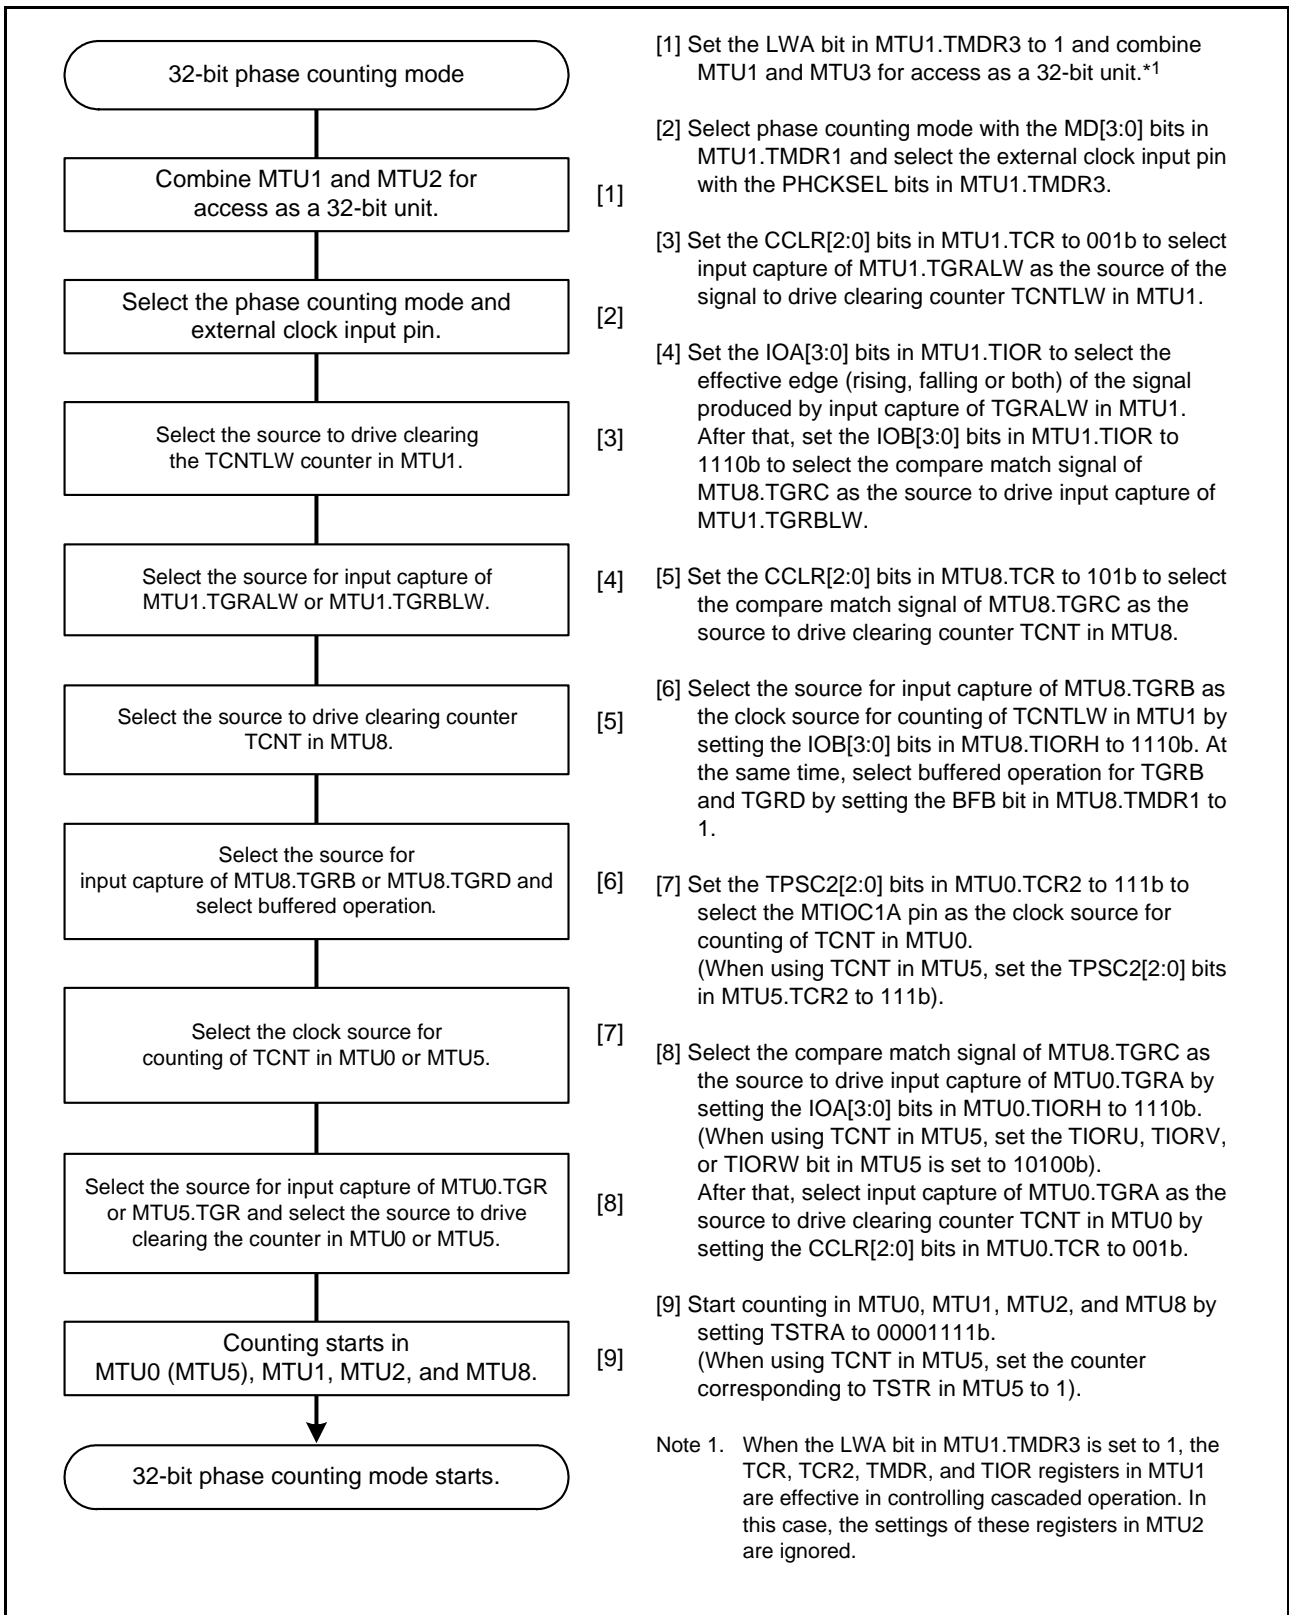 32-bit phase counting mode
Combine MTU1 and MTU2 for
access as a 32-bit unit.
[1]
Select the phase counting mode and
external clock input pin.
[2]
Select the source to drive clearing
the TCNTLW counter in MTU1.
[3]
Select the source for input capture of
MTU1.TGRALW or MTU1.TGRBLW.
[4]
Select the source to drive clearing counter
TCNT in MTU8.
[5]
Select the source for
input capture of MTU8.TGRB or MTU8.TGRD and
select buffered operation.
[6]
Select the clock source for
counting of TCNT in MTU0 or MTU5.
[7]
Select the source for input capture of MTU0.TGR
or MTU5.TGR and select the source to drive
clearing the counter in MTU0 or MTU5.
[8]
Counting starts in
MTU0 (MTU5), MTU1, MTU2, and MTU8.
[9]
32-bit phase counting mode starts.
[1] Set the LWA bit in MTU1.TMDR3 to 1 and combine
MTU1 and MTU3 for access as a 32-bit unit.*1
[2] Select phase counting mode with the MD[3:0] bits in
MTU1.TMDR1 and select the external clock input pin
with the PHCKSEL bits in MTU1.TMDR3.
[3] Set the CCLR[2:0] bits in MTU1.TCR to 001b to select
input capture of MTU1.TGRALW as the source of the
signal to drive clearing counter TCNTLW in MTU1.
[4] Set the IOA[3:0] bits in MTU1.TIOR to select the
effective edge (rising, falling or both) of the signal
produced by input capture of TGRALW in MTU1.
After that, set the IOB[3:0] bits in MTU1.TIOR to
1110b to select the compare match signal of
MTU8.TGRC as the source to drive input capture of
MTU1.TGRBLW.
[5] Set the CCLR[2:0] bits in MTU8.TCR to 101b to select
the compare match signal of MTU8.TGRC as the
source to drive clearing counter TCNT in MTU8.
[6] Select the source for input capture of MTU8.TGRB as
the clock source for counting of TCNTLW in MTU1 by
setting the IOB[3:0] bits in MTU8.TIORH to 1110b. At
the same time, select buffered operation for TGRB
and TGRD by setting the BFB bit in MTU8.TMDR1 to
1.
[7] Set the TPSC2[2:0] bits in MTU0.TCR2 to 111b to
select the MTIOC1A pin as the clock source for
counting of TCNT in MTU0.
(When using TCNT in MTU5, set the TPSC2[2:0] bits
in MTU5.TCR2 to 111b).
[8] Select the compare match signal of MTU8.TGRC as
the source to drive input capture of MTU0.TGRA by
setting the IOA[3:0] bits in MTU0.TIORH to 1110b.
(When using TCNT in MTU5, set the TIORU, TIORV,
or TIORW bit in MTU5 is set to 10100b).
After that, select input capture of MTU0.TGRA as the
source to drive clearing counter TCNT in MTU0 by
setting the CCLR[2:0] bits in MTU0.TCR to 001b.
[9] Start counting in MTU0, MTU1, MTU2, and MTU8 by
setting TSTRA to 00001111b.
(When using TCNT in MTU5, set the counter
corresponding to TSTR in MTU5 to 1).
Note 1. When the LWA bit in MTU1.TMDR3 is set to 1, the
TCR, TCR2, TMDR, and TIOR registers in MTU1
are effective in controlling cascaded operation. In
this case, the settings of these registers in MTU2
are ignored.